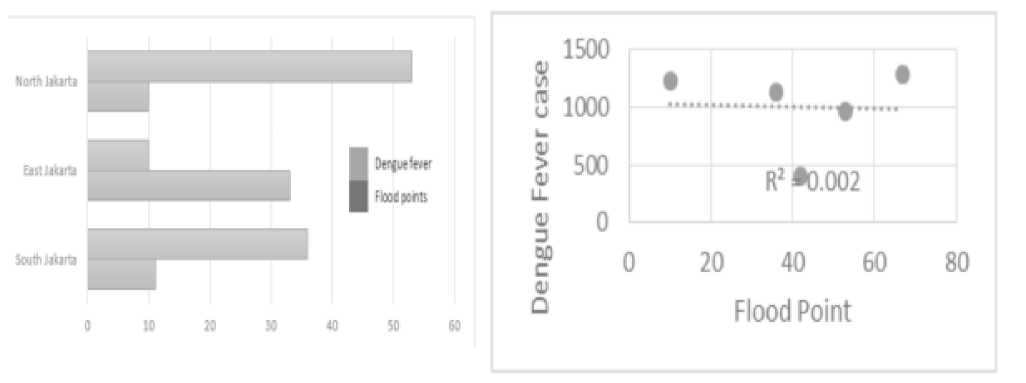 North Jakarta
East Jakarta
South Jakarta
0 10 20 30 40 50 60
Dengue fever
Flood points
Dengue Fever case
1500
1000
500
0
R² = 0.002
0 20 40 60 80
Flood Point